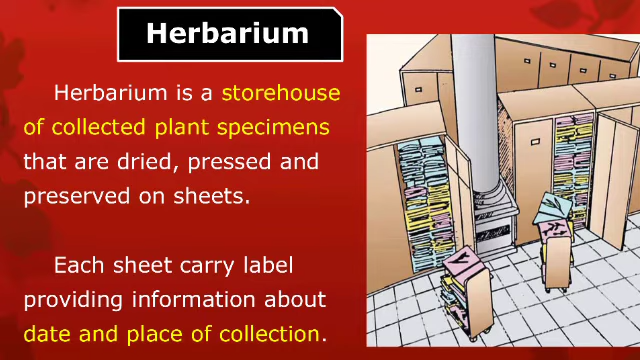 Herbarium
Herbarium is a storehouse
of collected plant specimens
that are dried, pressed and
preserved on sheets.
Each sheet carry label
providing information about
date and place of collection.